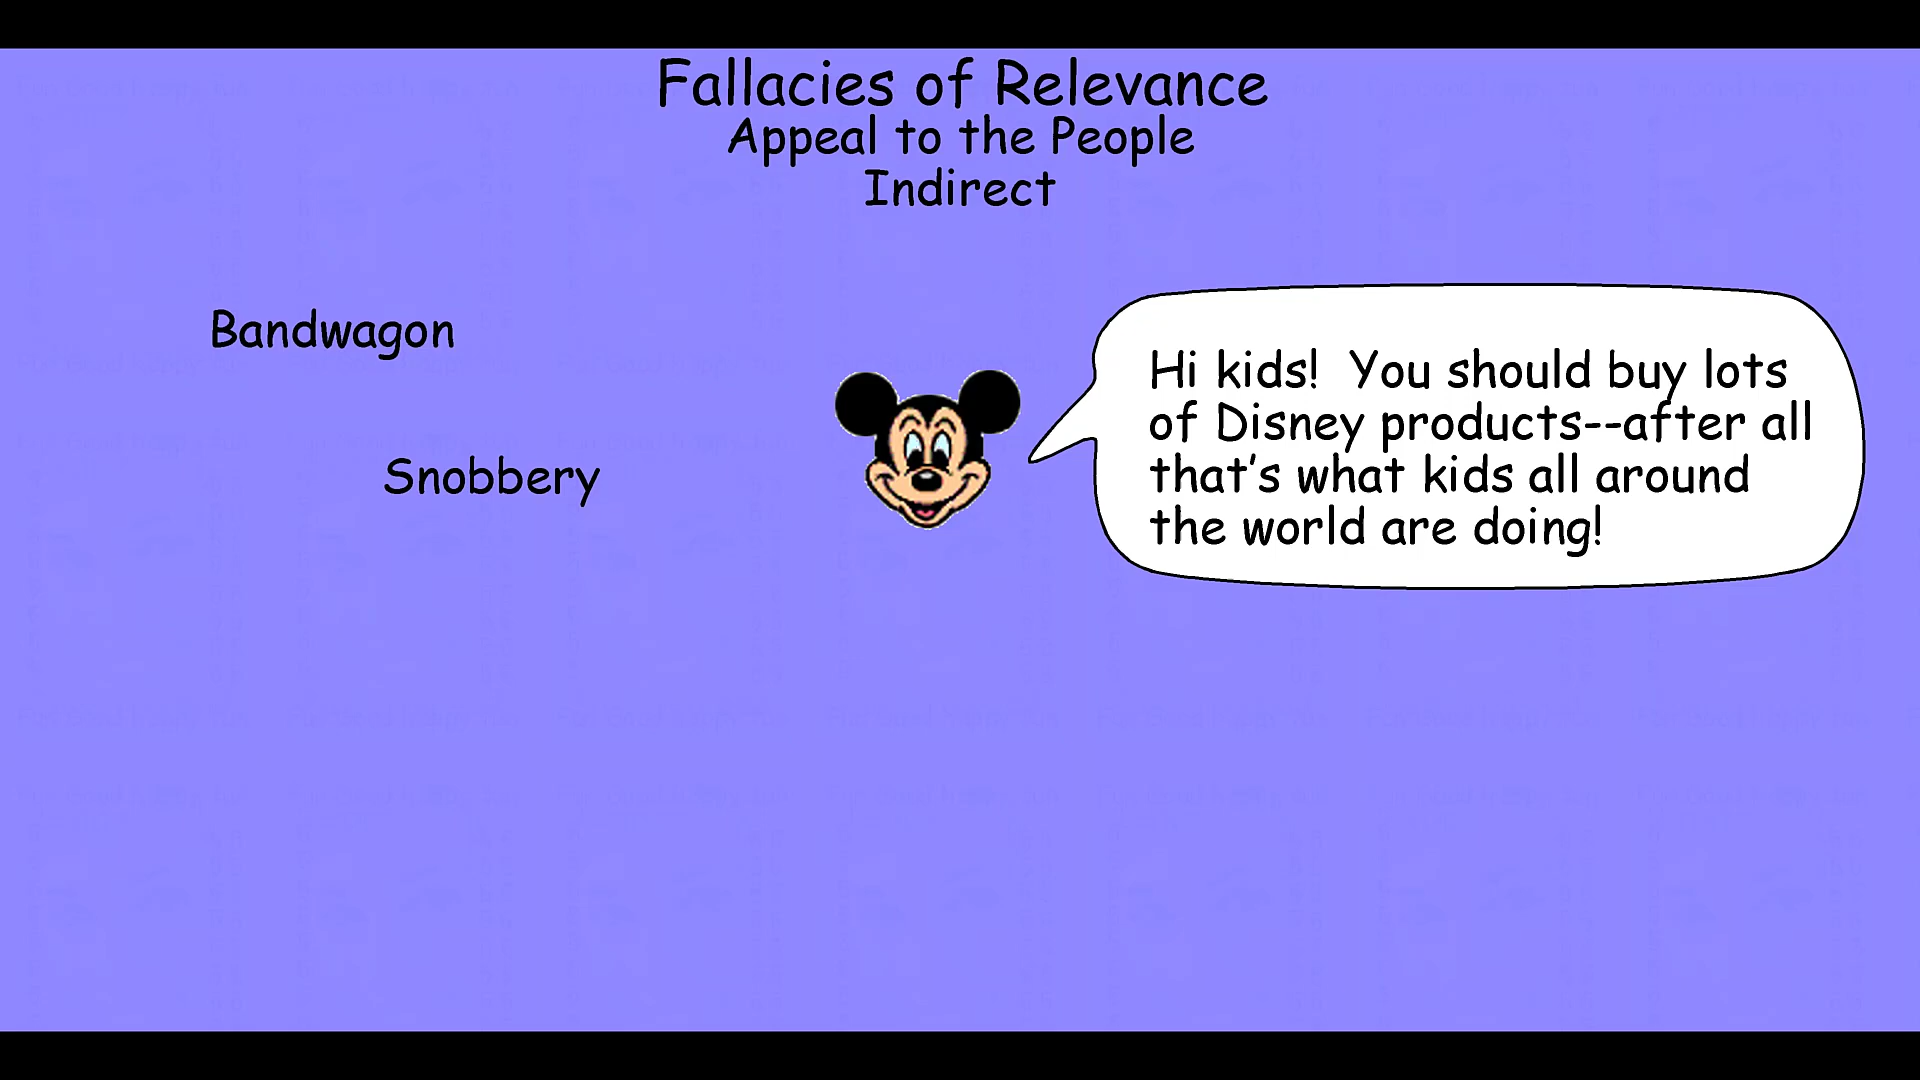 Fallacies of Relevance
Appeal to the People
Indirect
Bandwagon
Snobbery
Hi kids!  You should buy lots
of Disney products--after all
that's what kids all around
the world are doing!